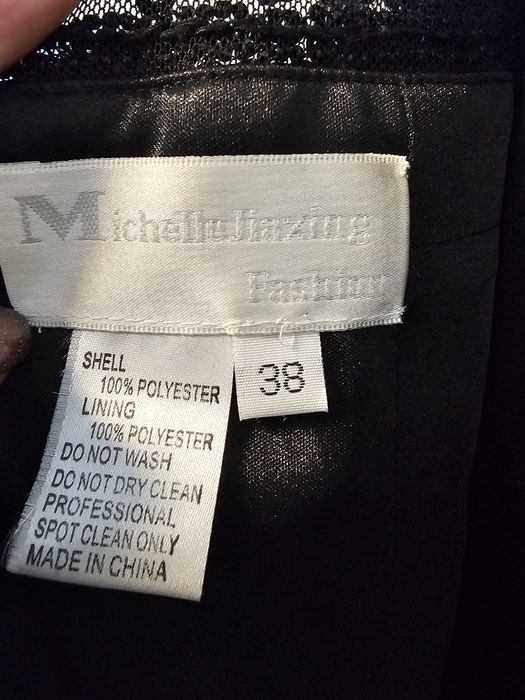 MichelleJiazing
Fashion
38
SHELL
100% POLYESTER
LINING
100% POLYESTER
DO NOT WASH
DO NOT DRY CLEAN
PROFESSIONAL
SPOT CLEAN ONLY
MADE IN CHINA